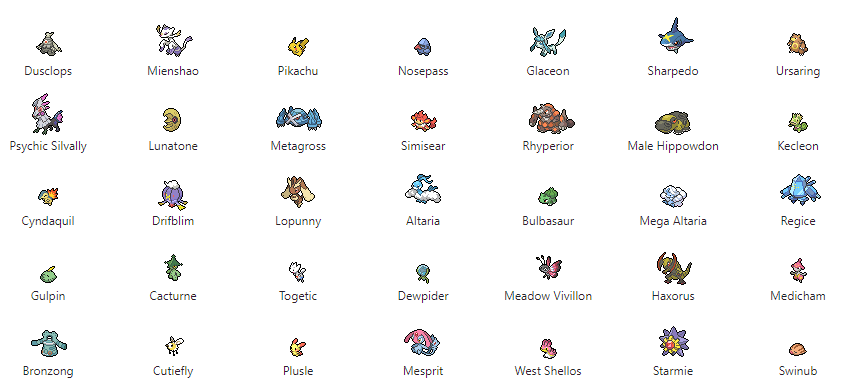 Dusclops Mienshao Pikachu Nosepass Glaceon Sharpedo Ursaring
Psychic Silvally Lunatone Metagross Simisear Rhyperior Male Hippowdon Kecleon
Cyndaquil Drifblim Lopunny Altaria Bulbasaur Mega Altaria Regice
Gulpin Cacturne Togetic Dewpider Meadow Vivillon Haxorus Medicham
Bronzong Cutiefly Plusle Mesprit West Shellos Starmie Swinub